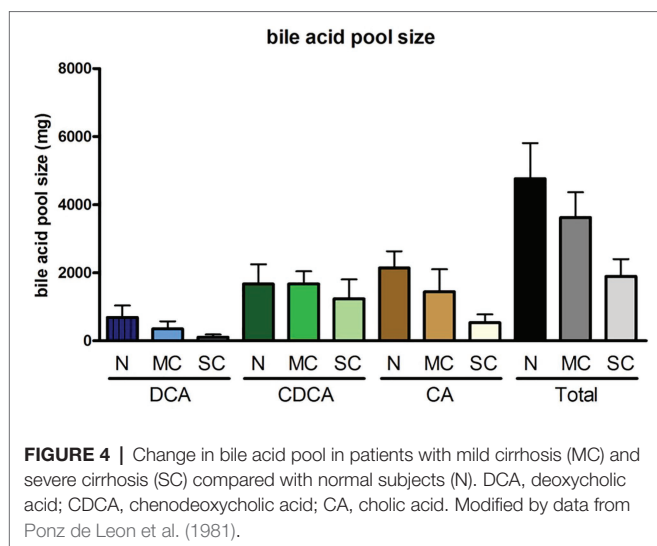 bile acid pool size
8000
6000
4000
2000
0
bile acid pool size (mg)
N MC SC N MC SC N MC SC N MC SC
DCA CDCA CA Total
FIGURE 4 | Change in bile acid pool in patients with mild cirrhosis (MC) and
severe cirrhosis (SC) compared with normal subjects (N). DCA, deoxycholic
acid; CDCA, chenodeoxycholic acid; CA, cholic acid. Modified by data from
Ponz de Leon et al. (1981).